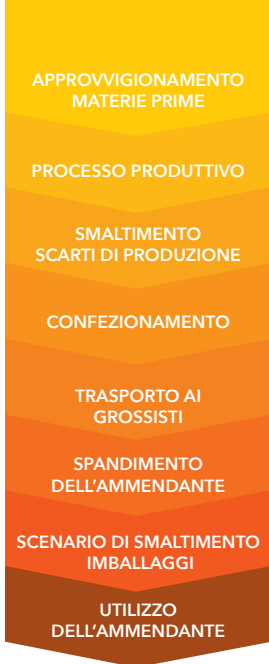 APPROVVIGIONAMENTO
MATERIE PRIME
PROCESSO PRODUTTIVO
SMALTIMENTO
SCARTI DI PRODUZIONE
CONFEZIONAMENTO
TRASPORTO AI
GROSSISTI
SPANDIMENTO
DELL'AMMENDANTE
SCENARIO DI SMALTIMENTO
IMBALLAGGI
UTILIZZO
DELL'AMMENDANTE